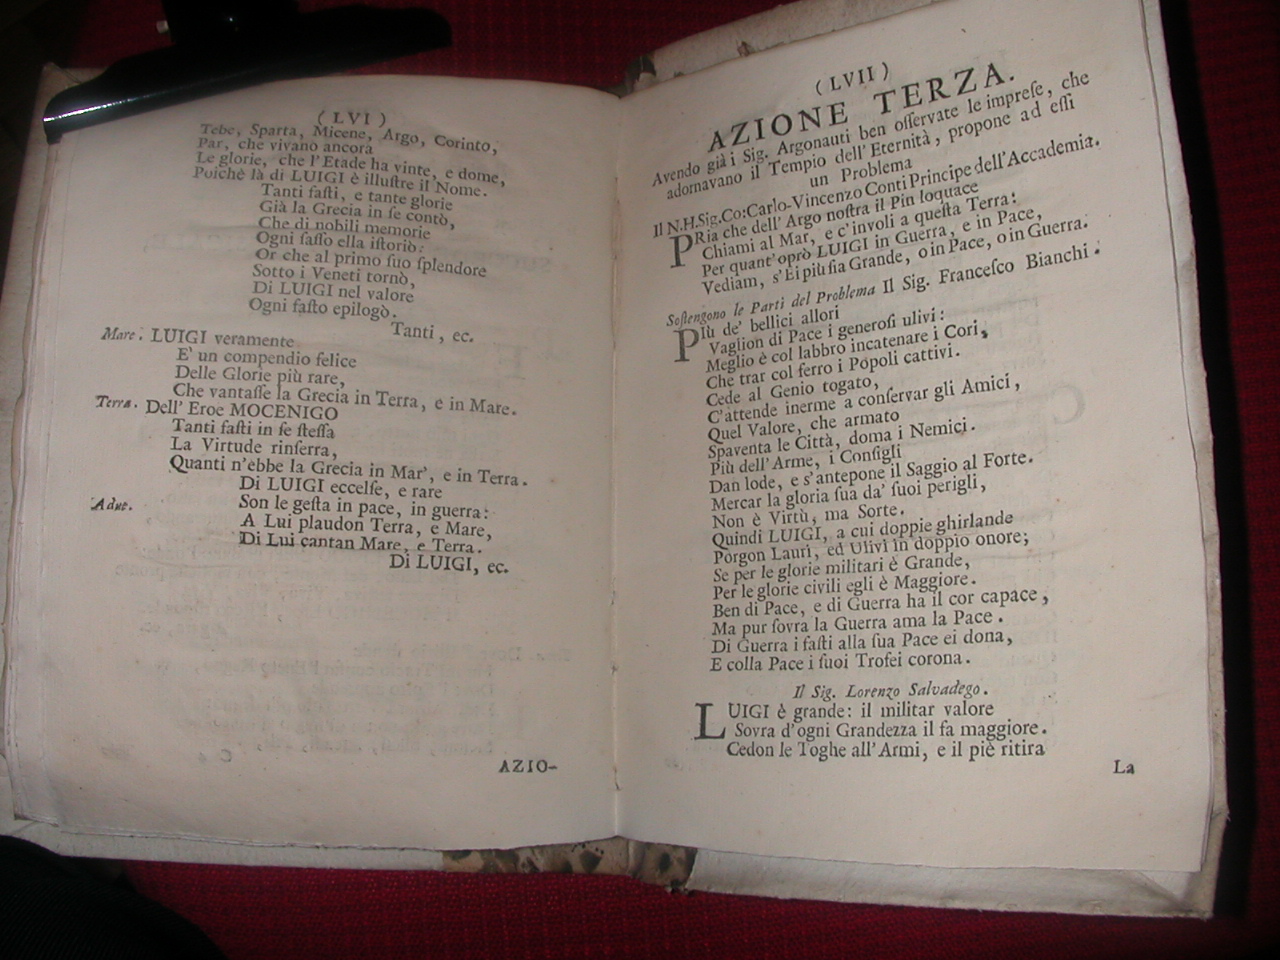 ( LVI )
Tebe, Sparta, Micene, Argo, Corinto,
Par, che vivano ancora
Le glorie, che l'Etade ha vinte, e dome,
Poichè là di LUIGI è illuſtre il Nome.
Tanti faſti, e tante glorie
Già la Grecia in ſe contò,
Che di nobili memorie
Ogni ſaſſo ella iſtoriò:
Or che al primo ſuo ſplendore
Sotto i Veneti tornò,
Di LUIGI nel valore
Ogni faſto epilogò.
Tanti, ec.
Mare. LUIGI veramente
E' un compendio felice
Delle Glorie più rare,
Che vantaſſe la Grecia in Terra, e in Mare.
Terra. Dell' Eroe MOCENIGO
Tanti faſti in ſe ſteſſa
La Virtude rinſerra,
Quanti n'ebbe la Grecia in Mar', e in Terra.
Di LUIGI eccelſe, e rare
A due. Son le geſta in pace, in guerra:
A Lui plaudon Terra, e Mare,
Di Lui cantan Mare, e Terra.
Di LUIGI, ec.
AZIO-
( LVII )
AZIONE TERZA.
Avendo già i Sig. Argonauti ben oſſervate le impreſe, che
adornavano il Tempio dell' Eternità, propone ad eſſi
un Problema
Il N.H.Sig.Co:Carlo-Vincenzo Conti Principe dell'Accademia.
PRia che dell' Argo noſtra il Pin loquace
Chiami al Mar, e c'involi a queſta Terra:
Per quant'oprò LUIGI in Guerra, e in Pace,
Vediam, s'Ei più ſia Grande, o in Pace, o in Guerra.
Soſtengono le Parti del Problema Il Sig. Franceſco Bianchi.
PIù de' bellici allori
Vaglion di Pace i generoſi ulivi:
Meglio è col labbro incatenare i Cori,
Che trar col ferro i Popoli cattivi.
Cede al Genio togato,
C'attende inerme a conſervar gli Amici,
Quel Valore, che armato
Spaventa le Città, doma i Nemici.
Più dell' Arme, i Conſigli
Dan lode, e s'antepone il Saggio al Forte.
Mercar la gloria ſua da' ſuoi perigli,
Non è Virtù, ma Sorte.
Quindi LUIGI, a cui doppie ghirlande
Porgon Lauri, ed Ulivi in doppio onore;
Se per le glorie militari è Grande,
Per le glorie civili egli è Maggiore.
Ben di Pace, e di Guerra ha il cor capace,
Ma pur ſovra la Guerra ama la Pace.
Di Guerra i faſti alla ſua Pace ei dona,
E colla Pace i ſuoi Trofei corona.
Il Sig. Lorenzo Salvadego.
LUIGI è grande: il militar valore
Sovra d'ogni Grandezza il fa maggiore.
Cedon le Toghe all' Armi, e il piè ritira
La